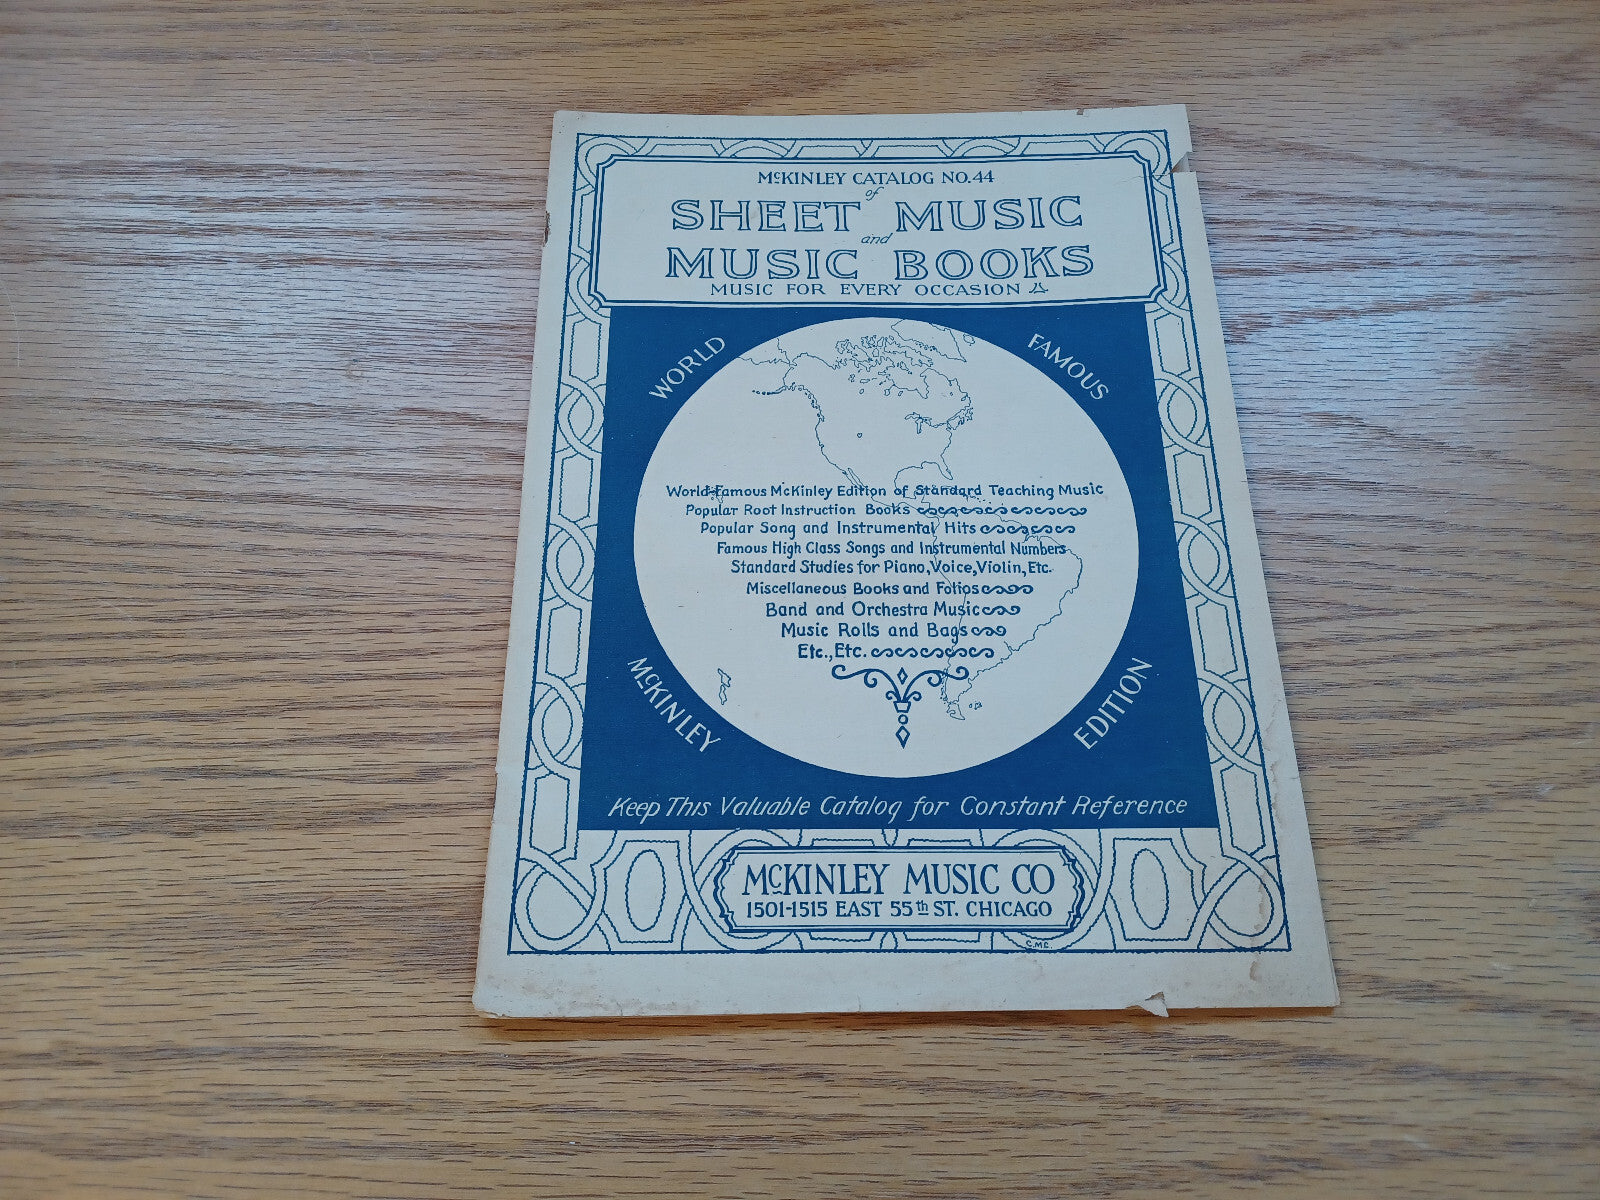 McKINLEY CATALOG NO. 44
of
SHEET MUSIC
and
MUSIC BOOKS
MUSIC FOR EVERY OCCASION
WORLD FAMOUS
World-Famous McKinley Edition of Standard Teaching Music
Popular Root Instruction Books
Popular Song and Instrumental Hits
Famous High Class Songs and Instrumental Numbers
Standard Studies for Piano, Voice, Violin, Etc.
Miscellaneous Books and Folios
Band and Orchestra Music
Music Rolls and Bags
Etc., Etc.
McKINLEY EDITION
Keep This Valuable Catalog for Constant Reference
McKINLEY MUSIC CO
1501-1515 EAST 55th ST. CHICAGO
C.M.C.